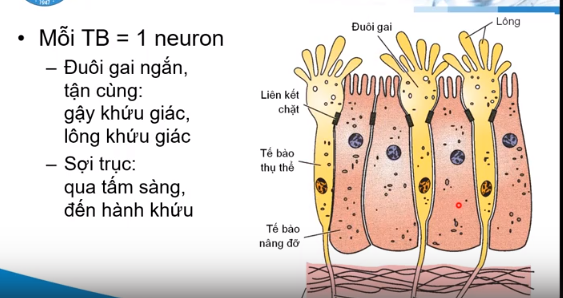 1947
• Mỗi TB = 1 neuron
– Đuôi gai ngắn,
tận cùng:
gậy khứu giác,
lông khứu giác
– Sợi trục:
qua tấm sàng,
đến hành khứu
Đuôi gai
Lông
Liên kết
chặt
Tế bào
thụ thể
Tế bào
nâng đỡ